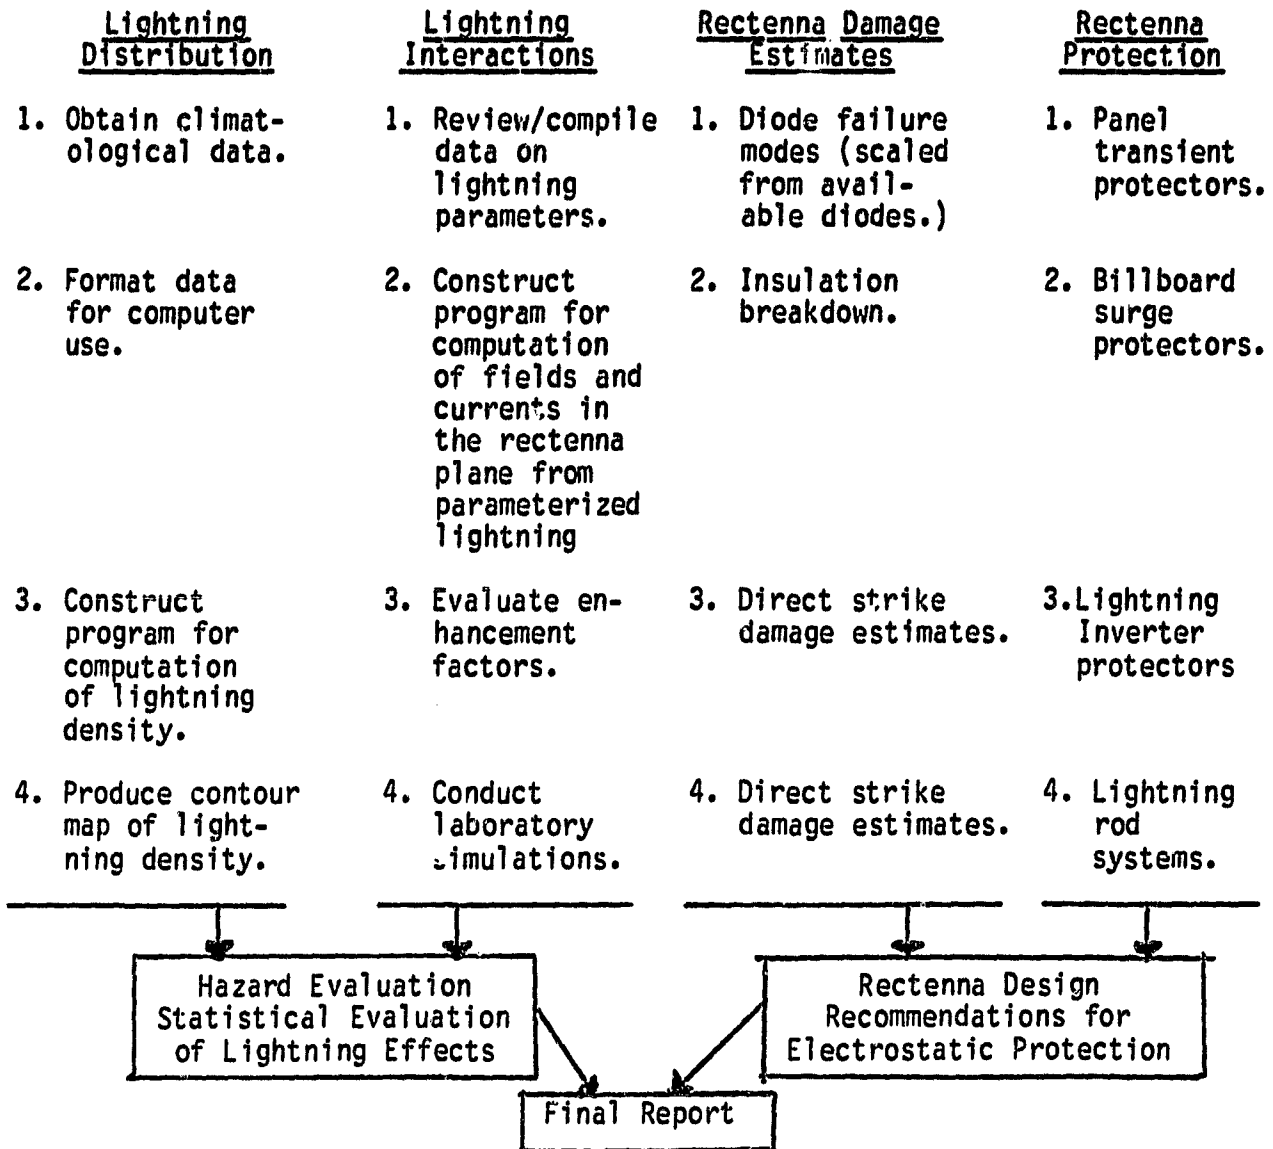 Lightning
Distribution
1. Obtain climat-
ological data.
2. Format data
for computer
use.
3. Construct
program for
computation
of lightning
density.
4. Produce contour
map of light-
ning density.
Lightning
Interactions
1. Review/compile
data on
lightning
parameters.
2. Construct
program for
computation
of fields and
currents in
the rectenna
plane from
parameterized
lightning
3. Evaluate en-
hancement
factors.
4. Conduct
laboratory
simulations.
Rectenna Damage
Estimates
1. Diode failure
modes (scaled
from avail-
able diodes.)
2. Insulation
breakdown.
3. Direct strike
damage estimates.
4. Direct strike
damage estimates.
Rectenna
Protection
1. Panel
transient
protectors.
2. Billboard
surge
protectors.
3.Lightning
Inverter
protectors
4. Lightning
rod
systems.
Hazard Evaluation
Statistical Evaluation
of Lightning Effects
Rectenna Design
Recommendations for
Electrostatic Protection
Final Report